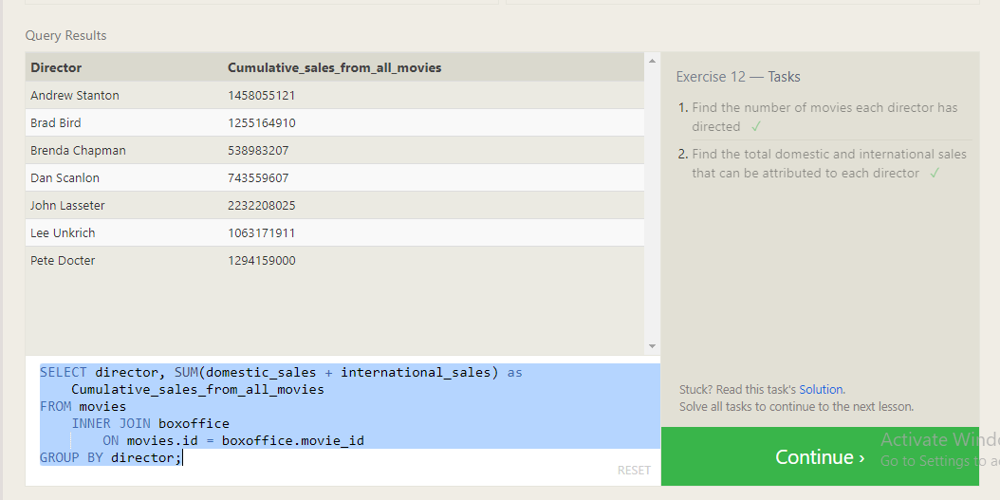 Query Results
Director Cumulative_sales_from_all_movies
Andrew Stanton 1458055121
Brad Bird 1255164910
Brenda Chapman 538983207
Dan Scanlon 743559607
John Lasseter 2232208025
Lee Unkrich 1063171911
Pete Docter 1294159000
SELECT director, SUM(domestic_sales + international_sales) as
Cumulative_sales_from_all_movies
FROM movies
INNER JOIN boxoffice
ON movies.id = boxoffice.movie_id
GROUP BY director;
RESET
Exercise 12 — Tasks
1. Find the number of movies each director has
directed ✓
2. Find the total domestic and international sales
that can be attributed to each director ✓
Stuck? Read this task's Solution.
Solve all tasks to continue to the next lesson.
Continue ›
Activate
Go to Settings to